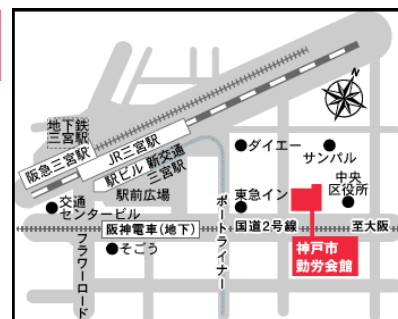 N
地下鉄
三宮駅
阪急三宮駅
JR三宮駅
駅ビル
新交通
三宮駅
駅前広場
ダイエー
サンパル
中央
区役所
東急イン
交通
センタービル
阪神電車(地下)
国道2号線
至大阪
そごう
フラワーロード
ポートライナー
神戸市
勤労会館